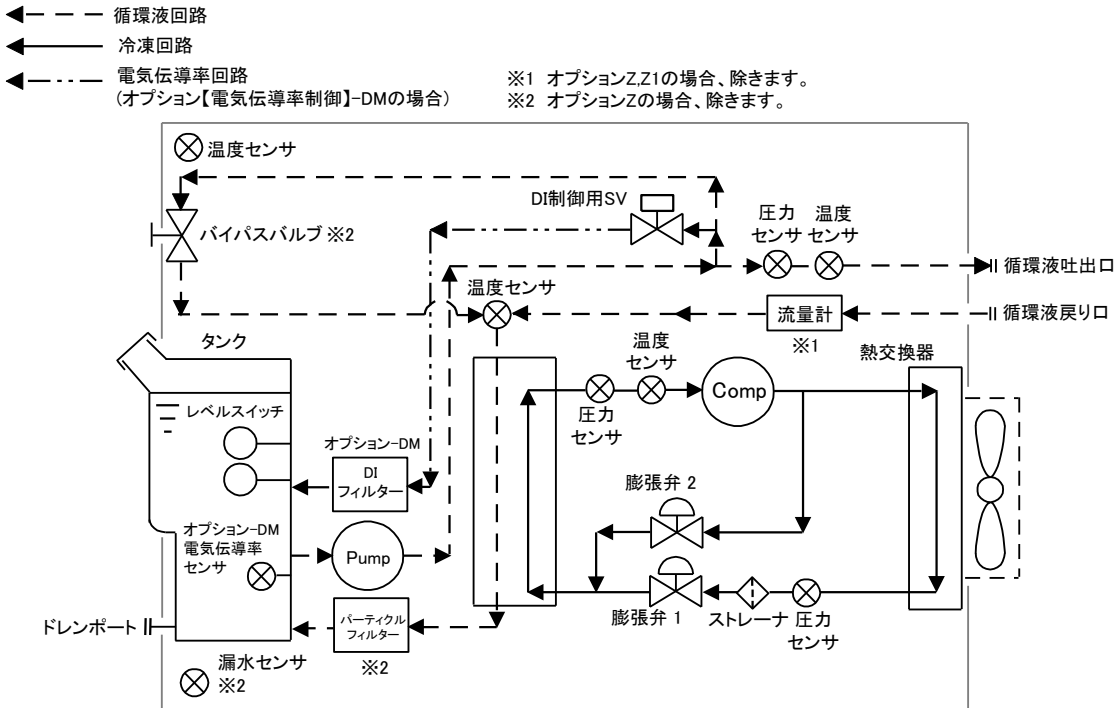 循環液回路
冷凍回路
電気伝導率回路
(オプション【電気伝導率制御】-DMの場合)
※1 オプションZ,Z1の場合、除きます。
※2 オプションZの場合、除きます。
温度センサ
DI制御用SV
圧力
センサ
温度
センサ
バイパスバルブ ※2
循環液吐出口
温度センサ
循環液戻り口
流量計
※1
タンク
温度
センサ
熱交換器
Comp
レベルスイッチ
圧力
センサ
オプション-DM
DI
フィルター
膨張弁 2
オプション-DM
電気伝導率
センサ
Pump
膨張弁 1
ストレーナ
圧力
センサ
ドレンポート
パーティクル
フィルター
※2
漏水センサ
※2